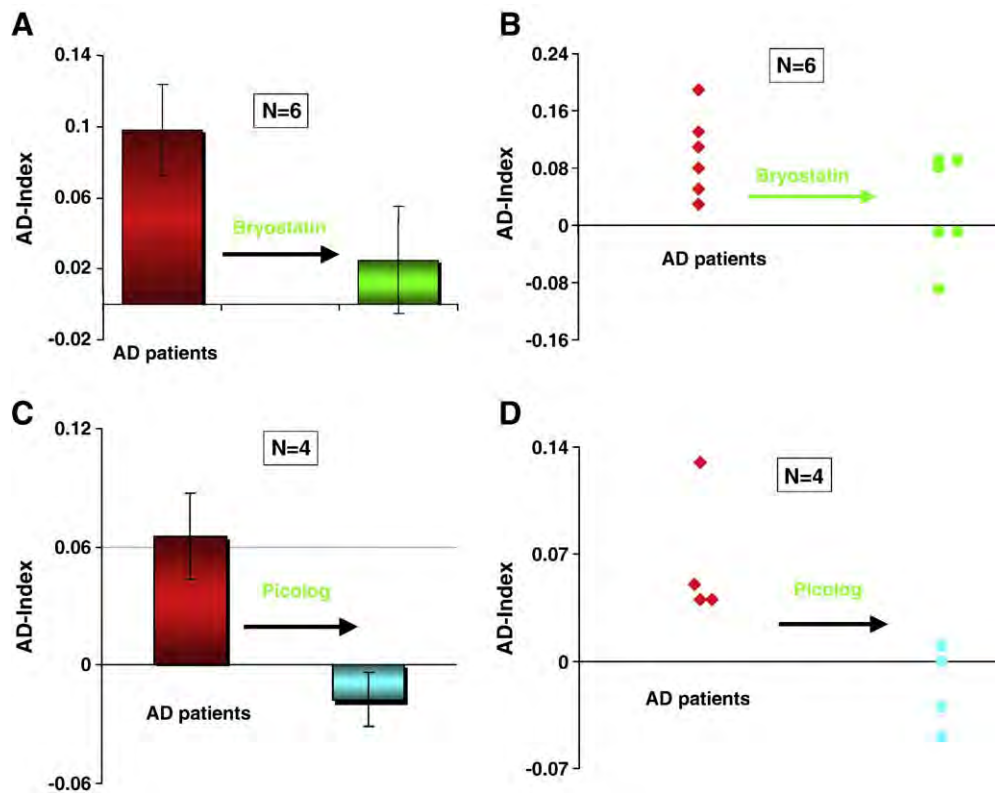 A
AD-Index
0.14
0.1
0.06
0.02
-0.02
N=6
Bryostatin
AD patients
B
AD-Index
0.24
0.16
0.08
0
-0.08
-0.16
N=6
Bryostatin
AD patients
C
AD-Index
0.12
0.06
0
-0.06
N=4
Picolog
AD patients
D
AD-Index
0.14
0.07
0
-0.07
N=4
Picolog
AD patients